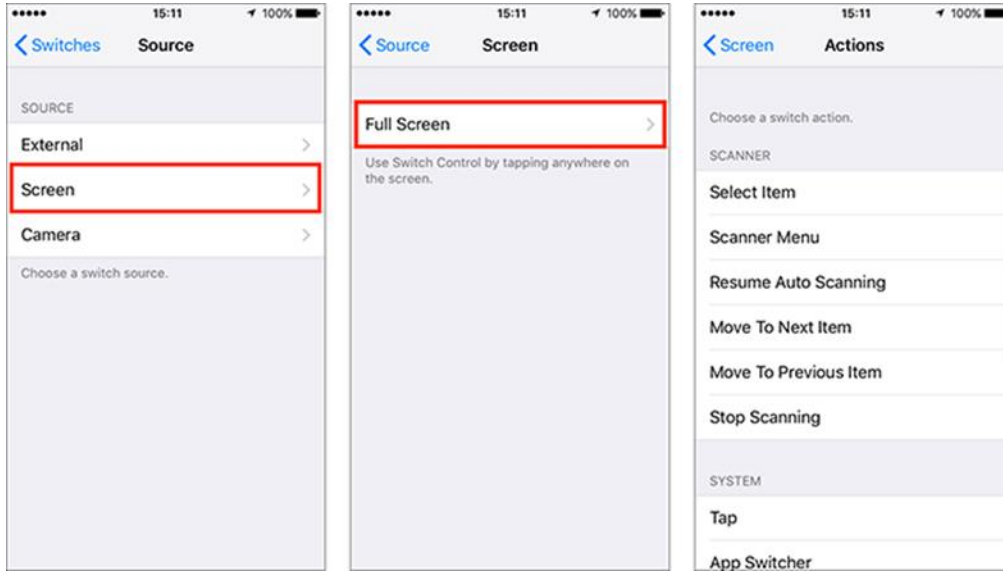 15:11
100%
Switches
Source
SOURCE
External
Screen
Camera
Choose a switch source.
15:11
100%
Source
Screen
Full Screen
Use Switch Control by tapping anywhere on
the screen.
15:11
100%
Screen
Actions
Choose a switch action.
SCANNER
Select Item
Scanner Menu
Resume Auto Scanning
Move To Next Item
Move To Previous Item
Stop Scanning
SYSTEM
Tap
App Switcher